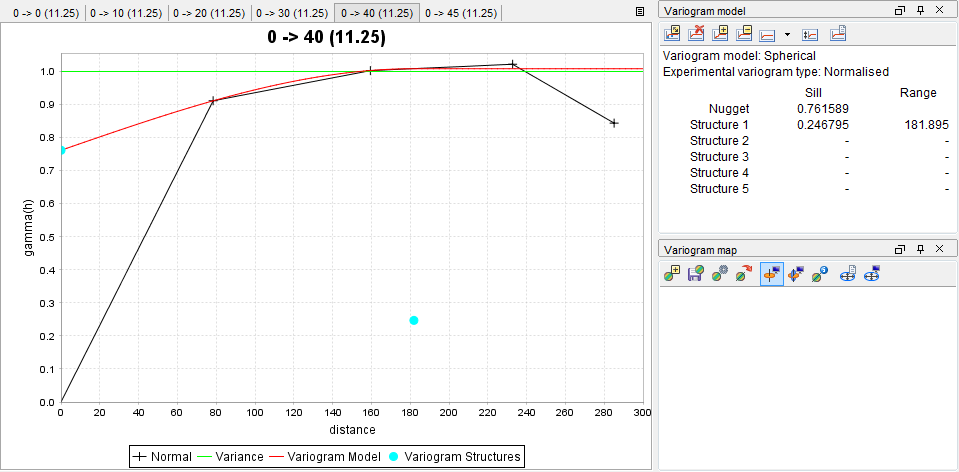 0 -> 0 (11.25) 0 -> 10 (11.25) 0 -> 20 (11.25) 0 -> 30 (11.25) 0 -> 40 (11.25) 0 -> 45 (11.25)
0 -> 40 (11.25)
1.0
0.9
0.8
0.7
0.6
0.5
0.4
0.3
0.2
0.1
0.0
gamma(h)
0 20 40 60 80 100 120 140 160 180 200 220 240 260 280 300
distance
Normal Variance Variogram Model Variogram Structures
Variogram model
Variogram model: Spherical
Experimental variogram type: Normalised
Sill Range
Nugget 0.761589
Structure 1 0.246795 181.895
Structure 2 - -
Structure 3 - -
Structure 4 - -
Structure 5 - -
Variogram map